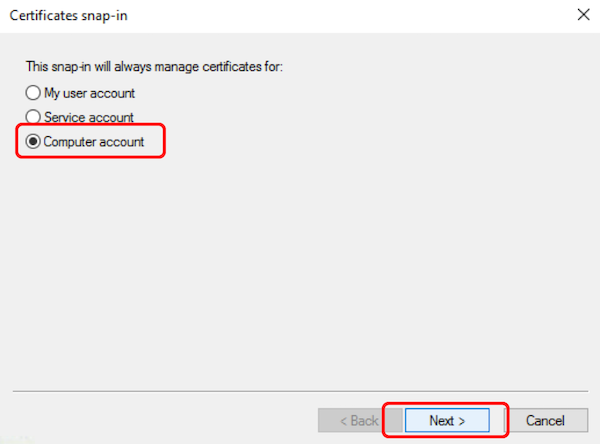 Certificates snap-in
This snap-in will always manage certificates for:
My user account
Service account
Computer account
< Back Next > Cancel